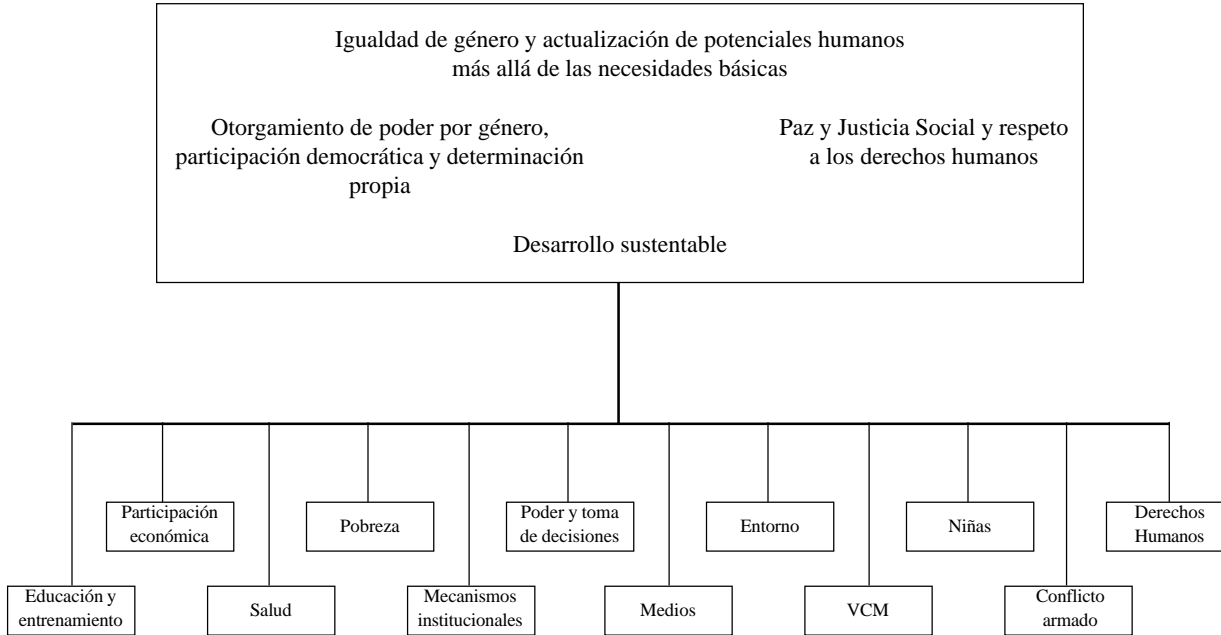 Igualdad de género y actualización de potenciales humanos
más allá de las necesidades básicas
Otorgamiento de poder por género,
participación democrática y determinación
propia
Paz y Justicia Social y respeto
a los derechos humanos
Desarrollo sustentable
Participación
económica
Pobreza
Poder y toma
de decisiones
Entorno
Niñas
Derechos
Humanos
Educación y
entrenamiento
Salud
Mecanismos
institucionales
Medios
VCM
Conflicto
armado